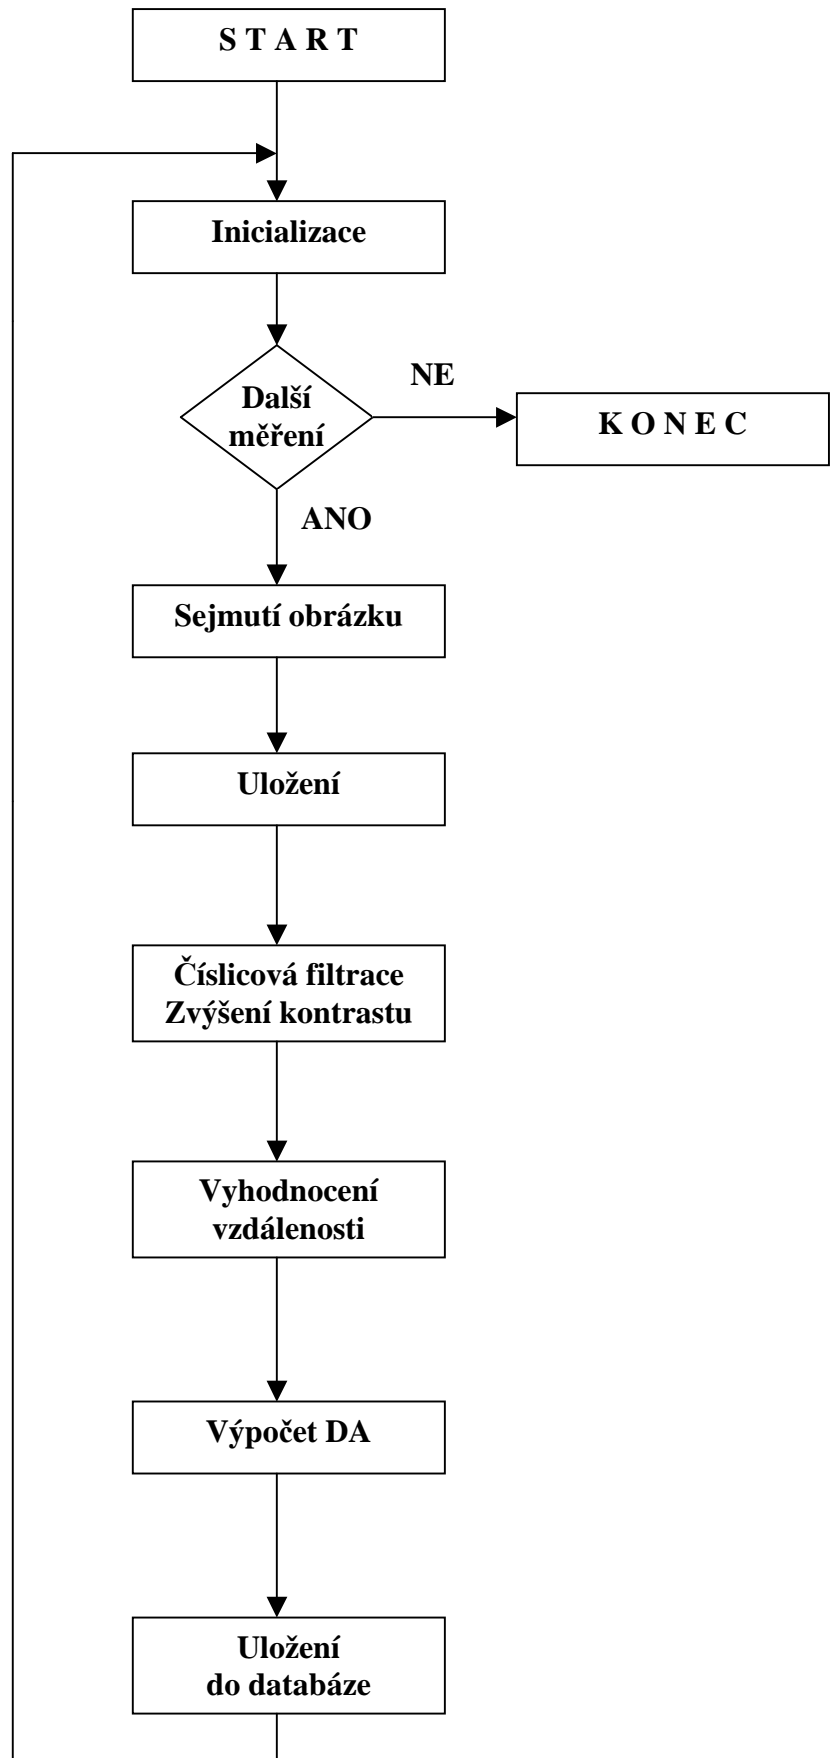 S T A R T
Inicializace
Další
měření
NE
K O N E C
ANO
Sejmutí obrázku
Uložení
Číslicová filtrace
Zvýšení kontrastu
Vyhodnocení
vzdálenosti
Výpočet DA
Uložení
do databáze